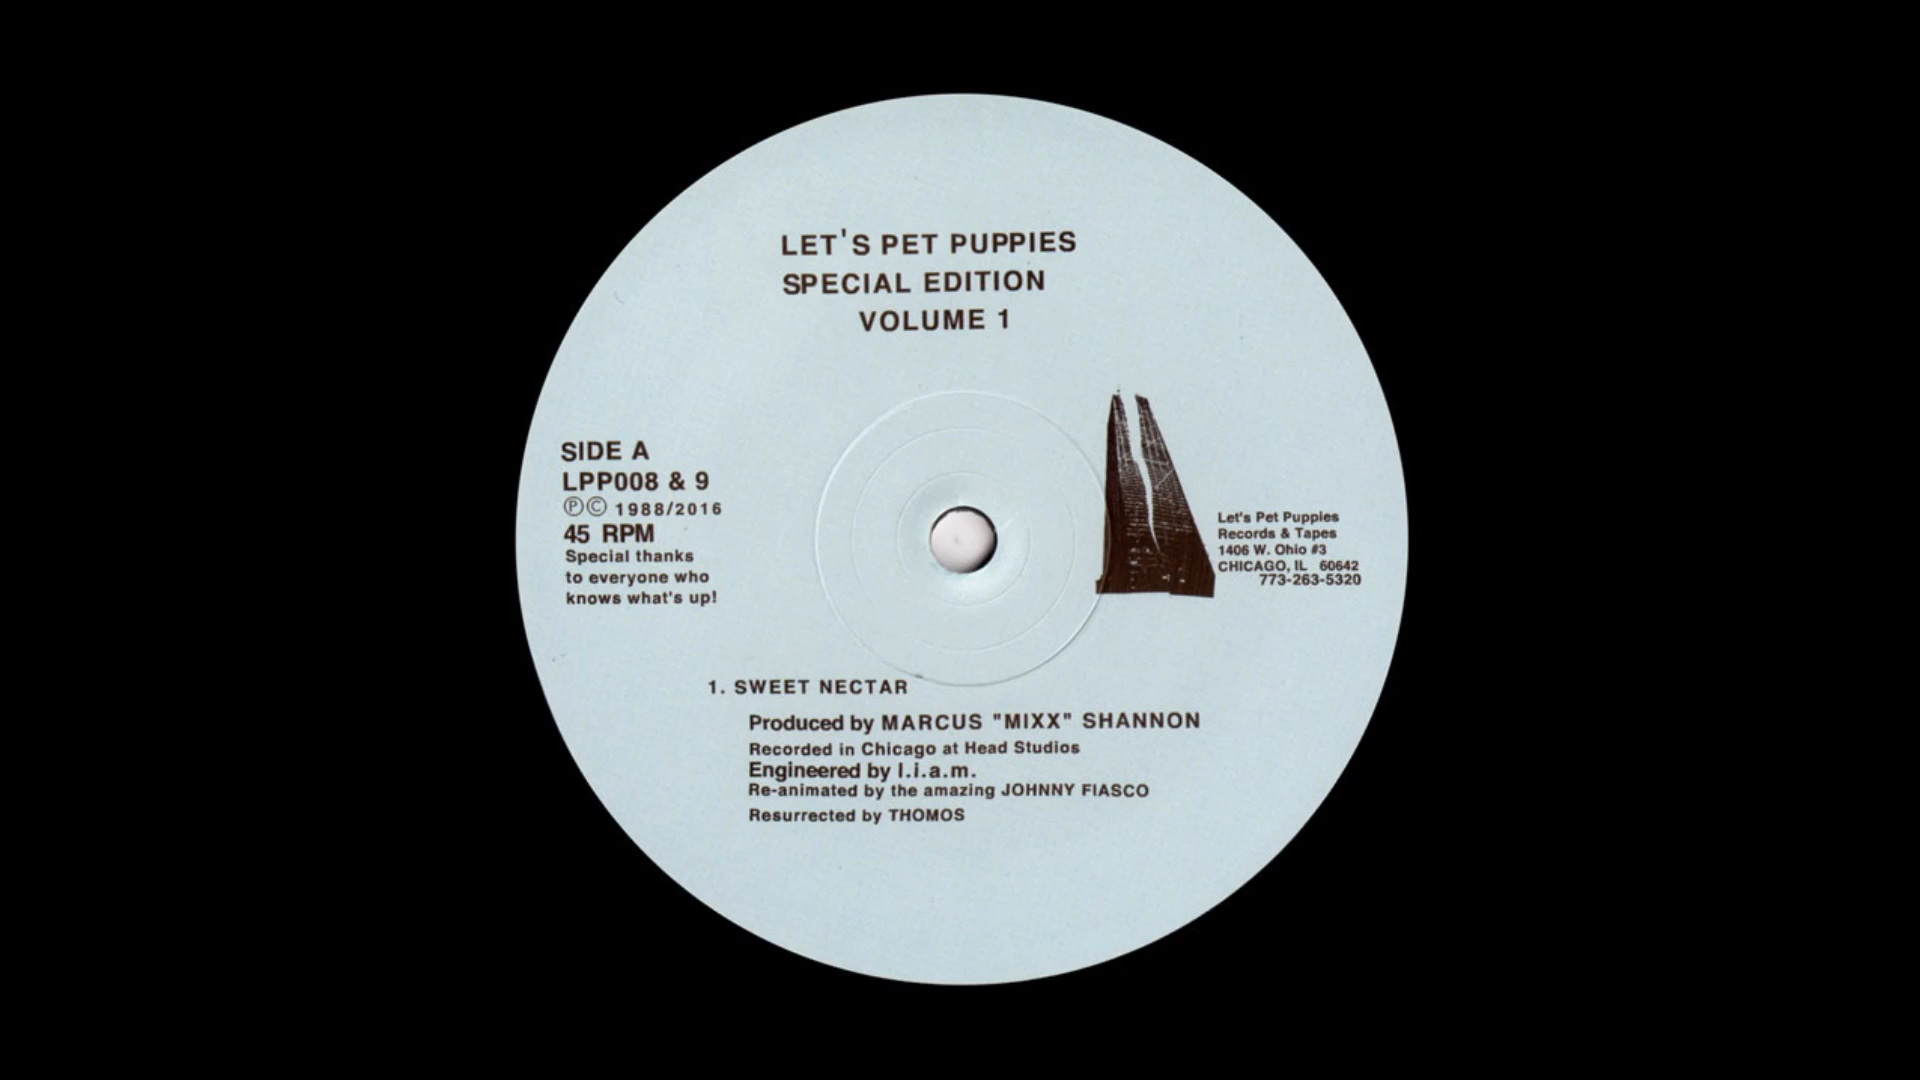 LET'S PET PUPPIES
SPECIAL EDITION
VOLUME 1
SIDE A
LPP008 & 9
ⓅⒸ 1988/2016
45 RPM
Special thanks
to everyone who
knows what's up!
Let's Pet Puppies
Records & Tapes
1406 W. Ohio #3
CHICAGO, IL 60642
773-263-5320
1. SWEET NECTAR
Produced by MARCUS "MIXX" SHANNON
Recorded in Chicago at Head Studios
Engineered by l.i.a.m.
Re-animated by the amazing JOHNNY FIASCO
Resurrected by THOMOS